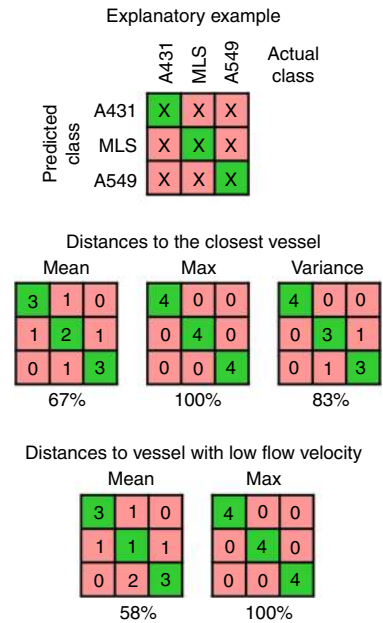 Explanatory example
A431 MLS A549 Actual class
Predicted class
A431 X X X
MLS X X X
A549 X X X
Distances to the closest vessel
Mean Max Variance
3 1 0 4 0 0 4 0 0
1 2 1 0 4 0 0 3 1
0 1 3 0 0 4 0 1 3
67% 100% 83%
Distances to vessel with low flow velocity
Mean Max
3 1 0 4 0 0
1 1 1 0 4 0
0 2 3 0 0 4
58% 100%